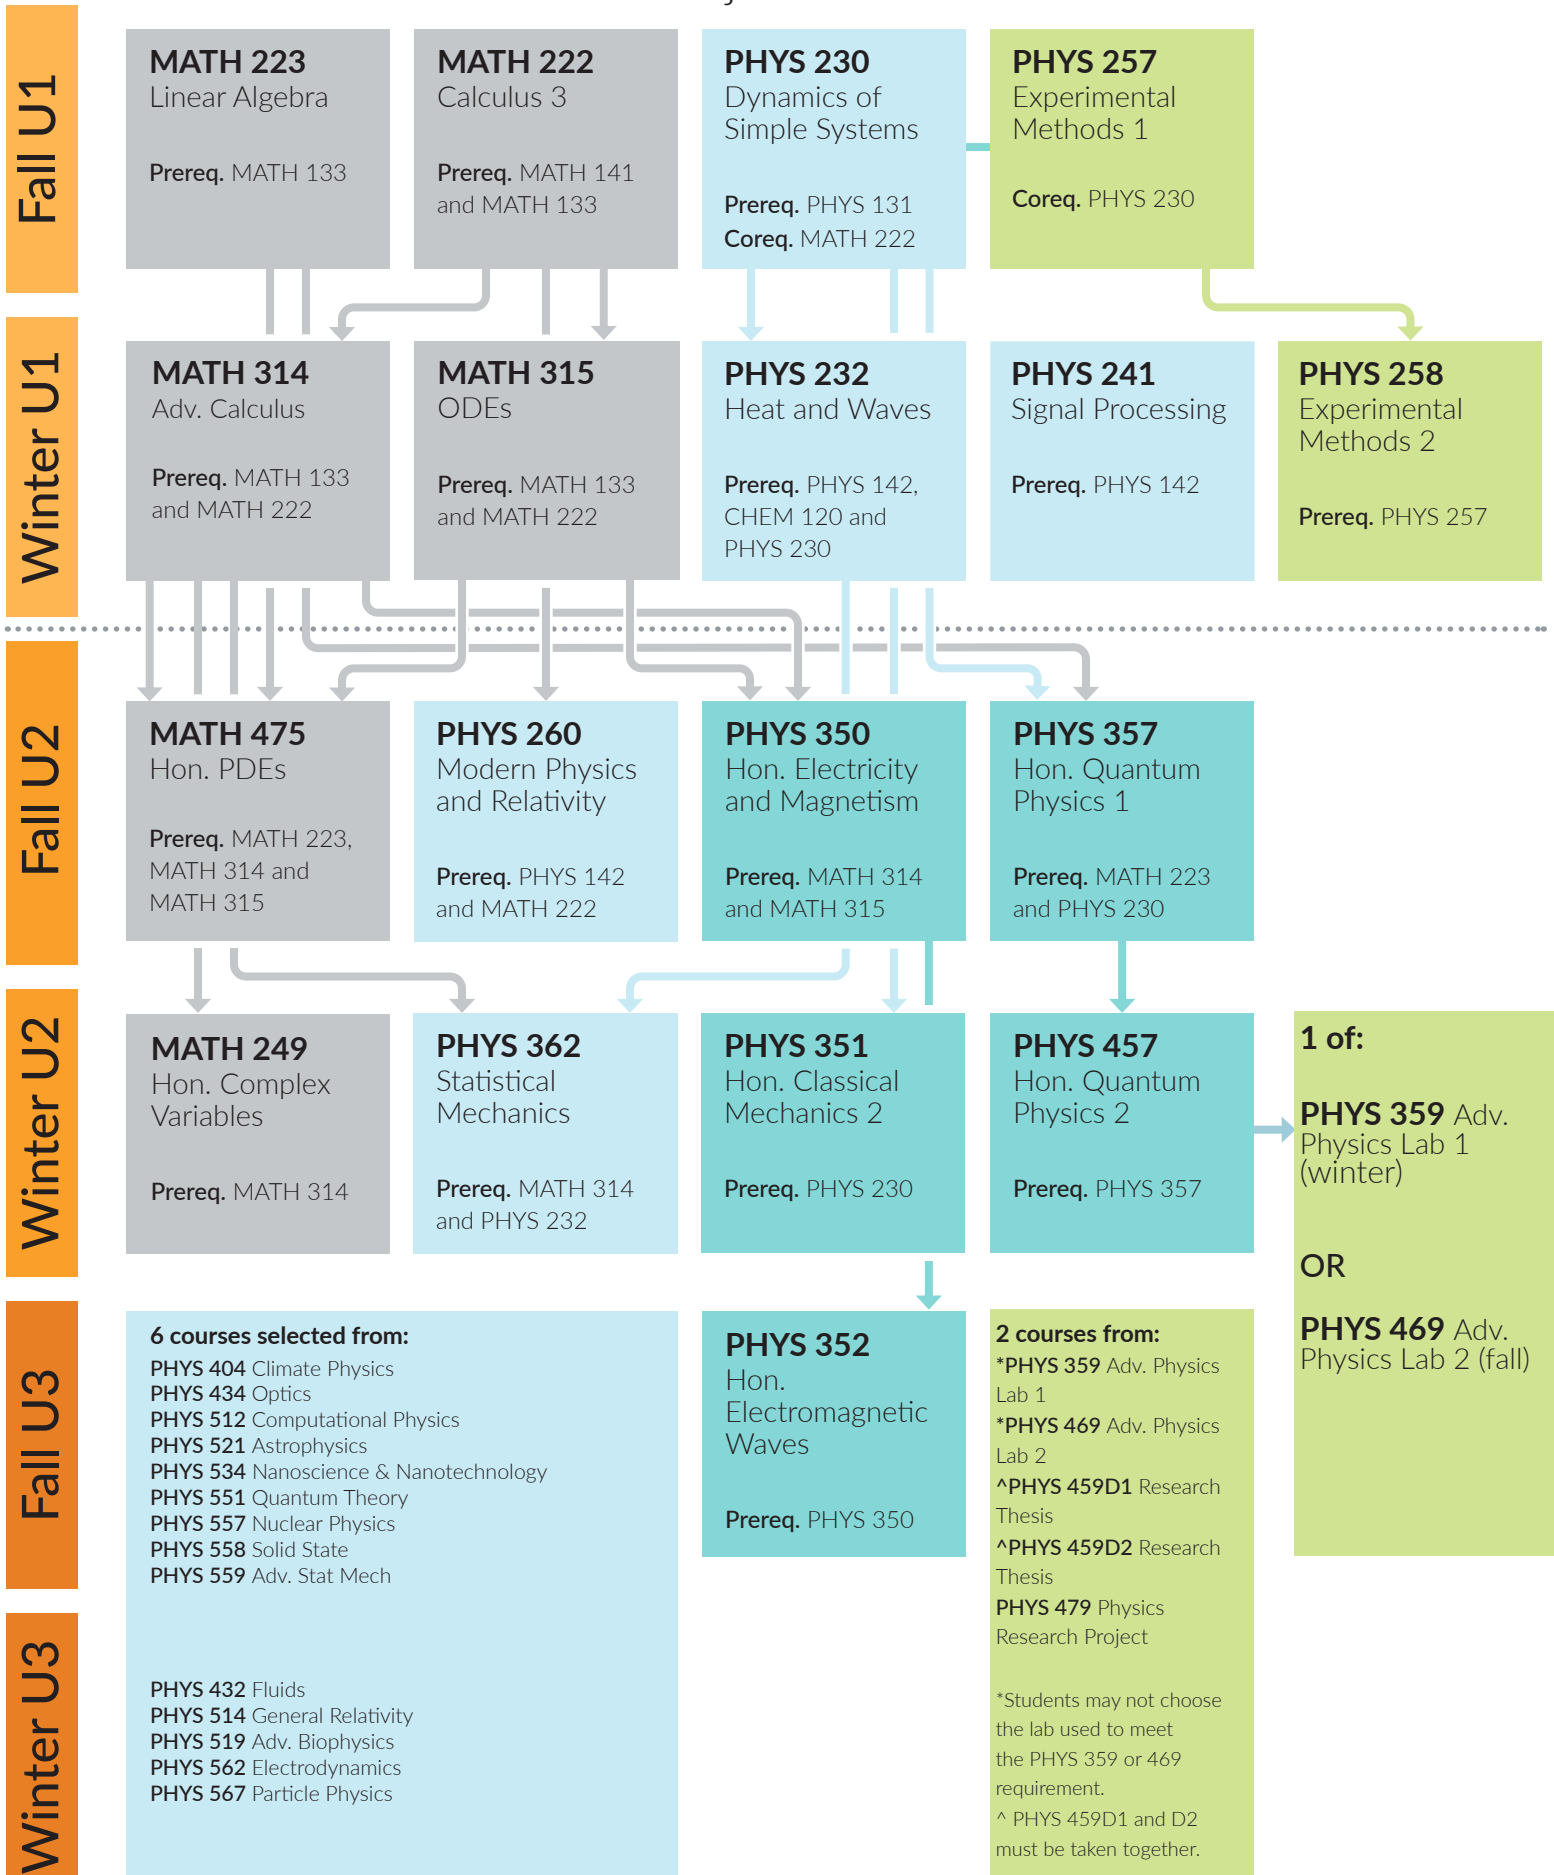 Fall U1
MATH 223
Linear Algebra
Prereq. MATH 133
MATH 222
Calculus 3
Prereq. MATH 141
and MATH 133
PHYS 230
Dynamics of
Simple Systems
Prereq. PHYS 131
Coreq. MATH 222
PHYS 257
Experimental
Methods 1
Coreq. PHYS 230
Winter U1
MATH 314
Adv. Calculus
Prereq. MATH 133
and MATH 222
MATH 315
ODEs
Prereq. MATH 133
and MATH 222
PHYS 232
Heat and Waves
Prereq. PHYS 142,
CHEM 120 and
PHYS 230
PHYS 241
Signal Processing
Prereq. PHYS 142
PHYS 258
Experimental
Methods 2
Prereq. PHYS 257
Fall U2
MATH 475
Hon. PDEs
Prereq. MATH 223,
MATH 314 and
MATH 315
PHYS 260
Modern Physics
and Relativity
Prereq. PHYS 142
and MATH 222
PHYS 350
Hon. Electricity
and Magnetism
Prereq. MATH 314
and MATH 315
PHYS 357
Hon. Quantum
Physics 1
Prereq. MATH 223
and PHYS 230
Winter U2
MATH 249
Hon. Complex
Variables
Prereq. MATH 314
PHYS 362
Statistical
Mechanics
Prereq. MATH 314
and PHYS 232
PHYS 351
Hon. Classical
Mechanics 2
Prereq. PHYS 230
PHYS 457
Hon. Quantum
Physics 2
Prereq. PHYS 357
1 of:
PHYS 359 Adv.
Physics Lab 1
(winter)
OR
PHYS 469 Adv.
Physics Lab 2 (fall)
Fall U3
6 courses selected from:
PHYS 404 Climate Physics
PHYS 434 Optics
PHYS 512 Computational Physics
PHYS 521 Astrophysics
PHYS 534 Nanoscience & Nanotechnology
PHYS 551 Quantum Theory
PHYS 557 Nuclear Physics
PHYS 558 Solid State
PHYS 559 Adv. Stat Mech
PHYS 352
Hon.
Electromagnetic
Waves
Prereq. PHYS 350
2 courses from:
*PHYS 359 Adv. Physics
Lab 1
*PHYS 469 Adv. Physics
Lab 2
^PHYS 459D1 Research
Thesis
^PHYS 459D2 Research
Thesis
PHYS 479 Physics
Research Project
*Students may not choose
the lab used to meet
the PHYS 359 or 469
requirement.
^ PHYS 459D1 and D2
must be taken together.
Winter U3
PHYS 432 Fluids
PHYS 514 General Relativity
PHYS 519 Adv. Biophysics
PHYS 562 Electrodynamics
PHYS 567 Particle Physics